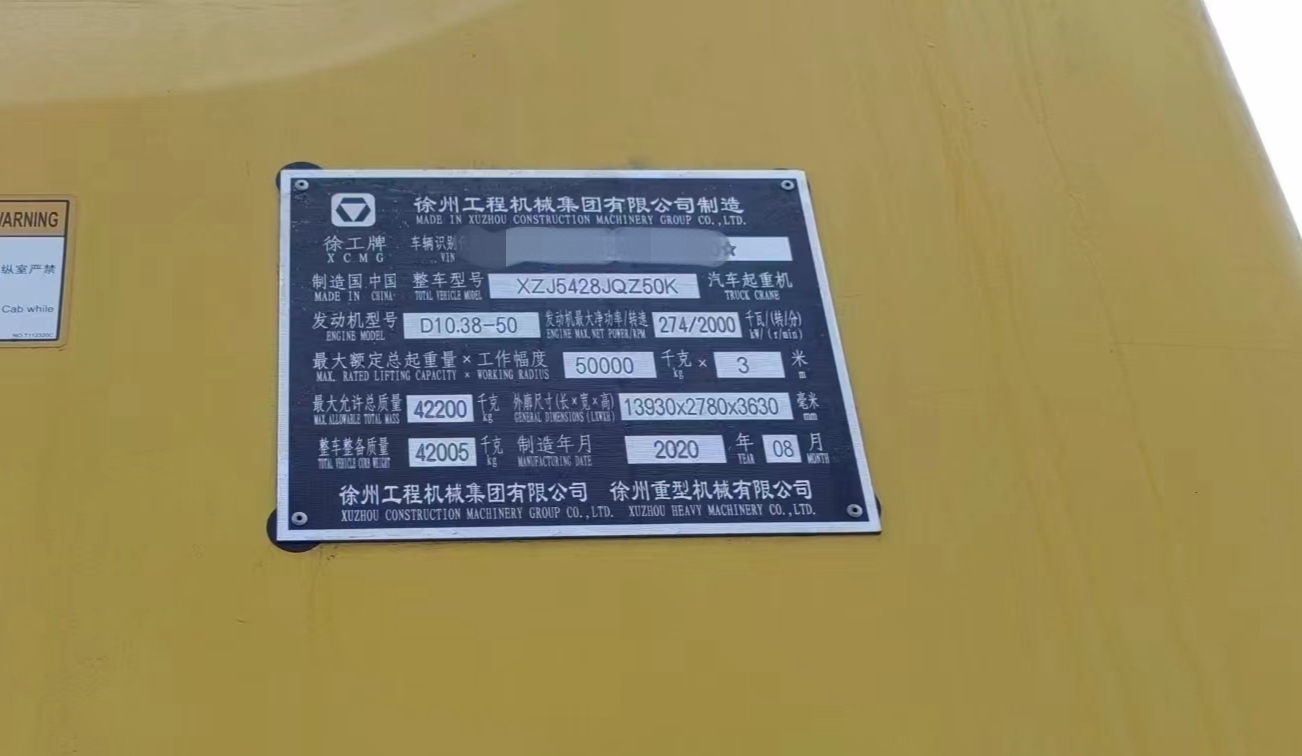 WARNING
纵室严禁
Cab while
徐州工程机械集团有限公司制造
MADE IN XUZHOU CONSTRUCTION MACHINERY GROUP CO.,LTD.
徐工牌 车辆识别
XCMG VIN ☆
制造国 中国 整车型号 XZJ5428JQZ50K 汽车起重机
MADE IN CHINA TOTAL VEHICLE MODEL TRUCK CRANE
发动机型号 D10.38-50 发动机最大净功率/转速 274/2000 千瓦/(转/分)
ENGINE MODEL ENGINE MAX.NET POWER/RPM kW/(r/min)
最大额定总起重量×工作幅度 50000 千克 × 3 米
MAX. RATED LIFTING CAPACITY × WORKING RADIUS kg m
最大允许总质量 42200 千克 外廓尺寸(长×宽×高) 13930x2780x3630 毫米
MAX ALLOWABLE TOTAL MASS kg GENERAL DIMENSIONS (LXWXH) mm
整车整备质量 42005 千克 制造年月 2020 年 08 月
TOTAL VEHICLE CURB WEIGHT kg MANUFACTURING DATE YEAR MONTH
徐州工程机械集团有限公司 徐州重型机械有限公司
XUZHOU CONSTRUCTION MACHINERY GROUP CO.,LTD. XUZHOU HEAVY MACHINERY CO.,LTD.